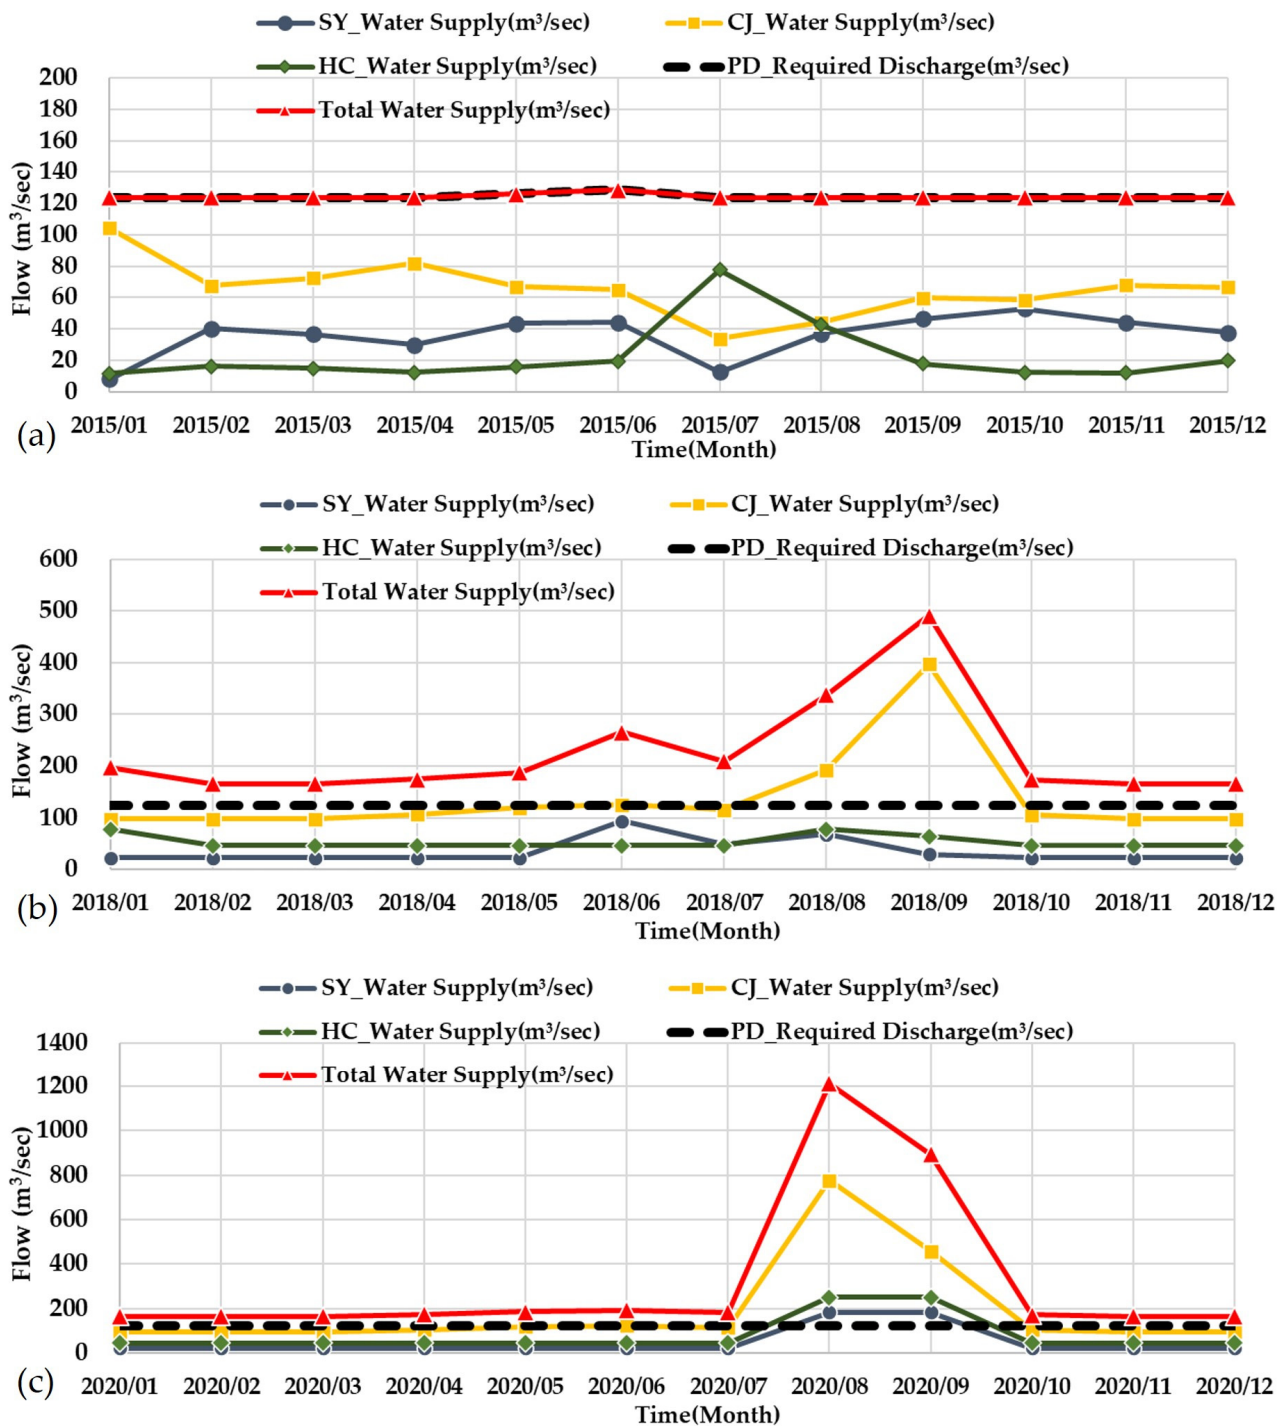 SY_Water Supply(m³/sec) CJ_Water Supply(m³/sec)
HC_Water Supply(m³/sec) PD_Required Discharge(m³/sec)
Total Water Supply(m³/sec)
200
180
160
140
120
100
80
60
40
20
0
Flow (m³/sec)
2015/01 2015/02 2015/03 2015/04 2015/05 2015/06 2015/07 2015/08 2015/09 2015/10 2015/11 2015/12
Time(Month)
(a)
SY_Water Supply(m³/sec) CJ_Water Supply(m³/sec)
HC_Water Supply(m³/sec) PD_Required Discharge(m³/sec)
Total Water Supply(m³/sec)
600
500
400
300
200
100
0
Flow (m³/sec)
2018/01 2018/02 2018/03 2018/04 2018/05 2018/06 2018/07 2018/08 2018/09 2018/10 2018/11 2018/12
Time(Month)
(b)
SY_Water Supply(m³/sec) CJ_Water Supply(m³/sec)
HC_Water Supply(m³/sec) PD_Required Discharge(m³/sec)
Total Water Supply(m³/sec)
1400
1200
1000
800
600
400
200
0
Flow (m³/sec)
2020/01 2020/02 2020/03 2020/04 2020/05 2020/06 2020/07 2020/08 2020/09 2020/10 2020/11 2020/12
Time(Month)
(c)